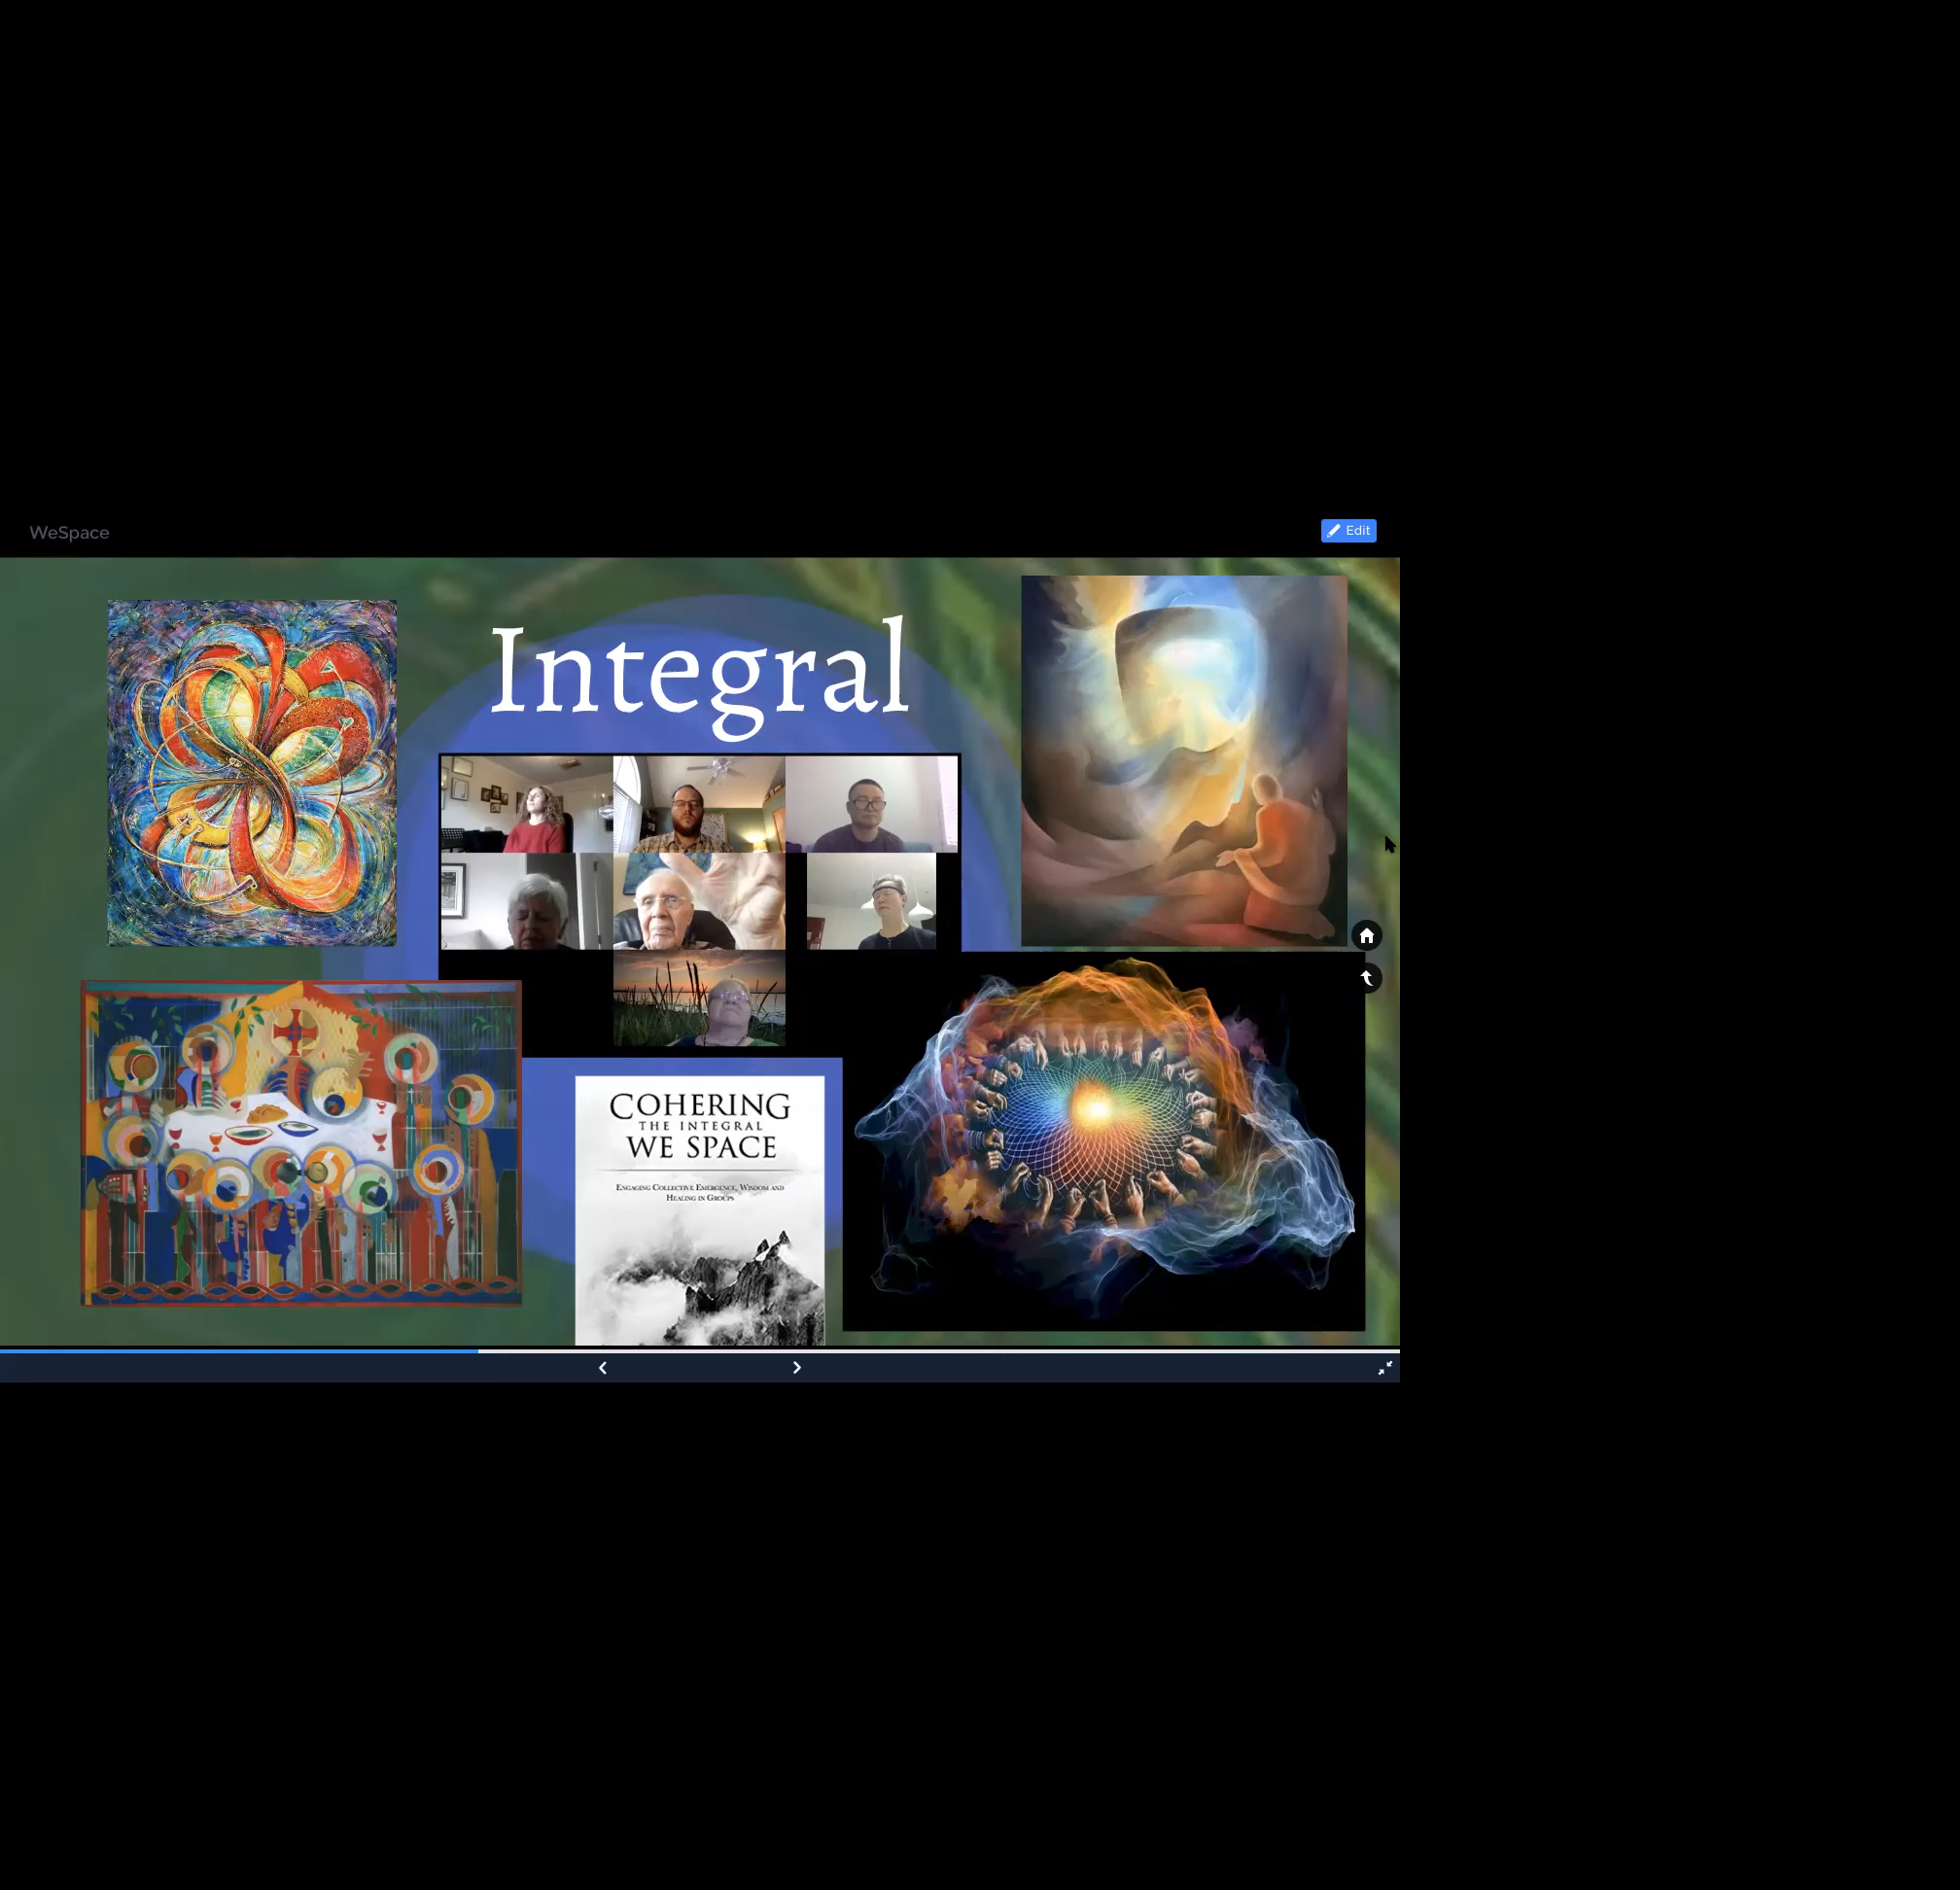 WeSpace
Edit
Integral
COHERING
THE INTEGRAL
WE SPACE
Engaging Collective Emergence, Wisdom and
Healing in Groups